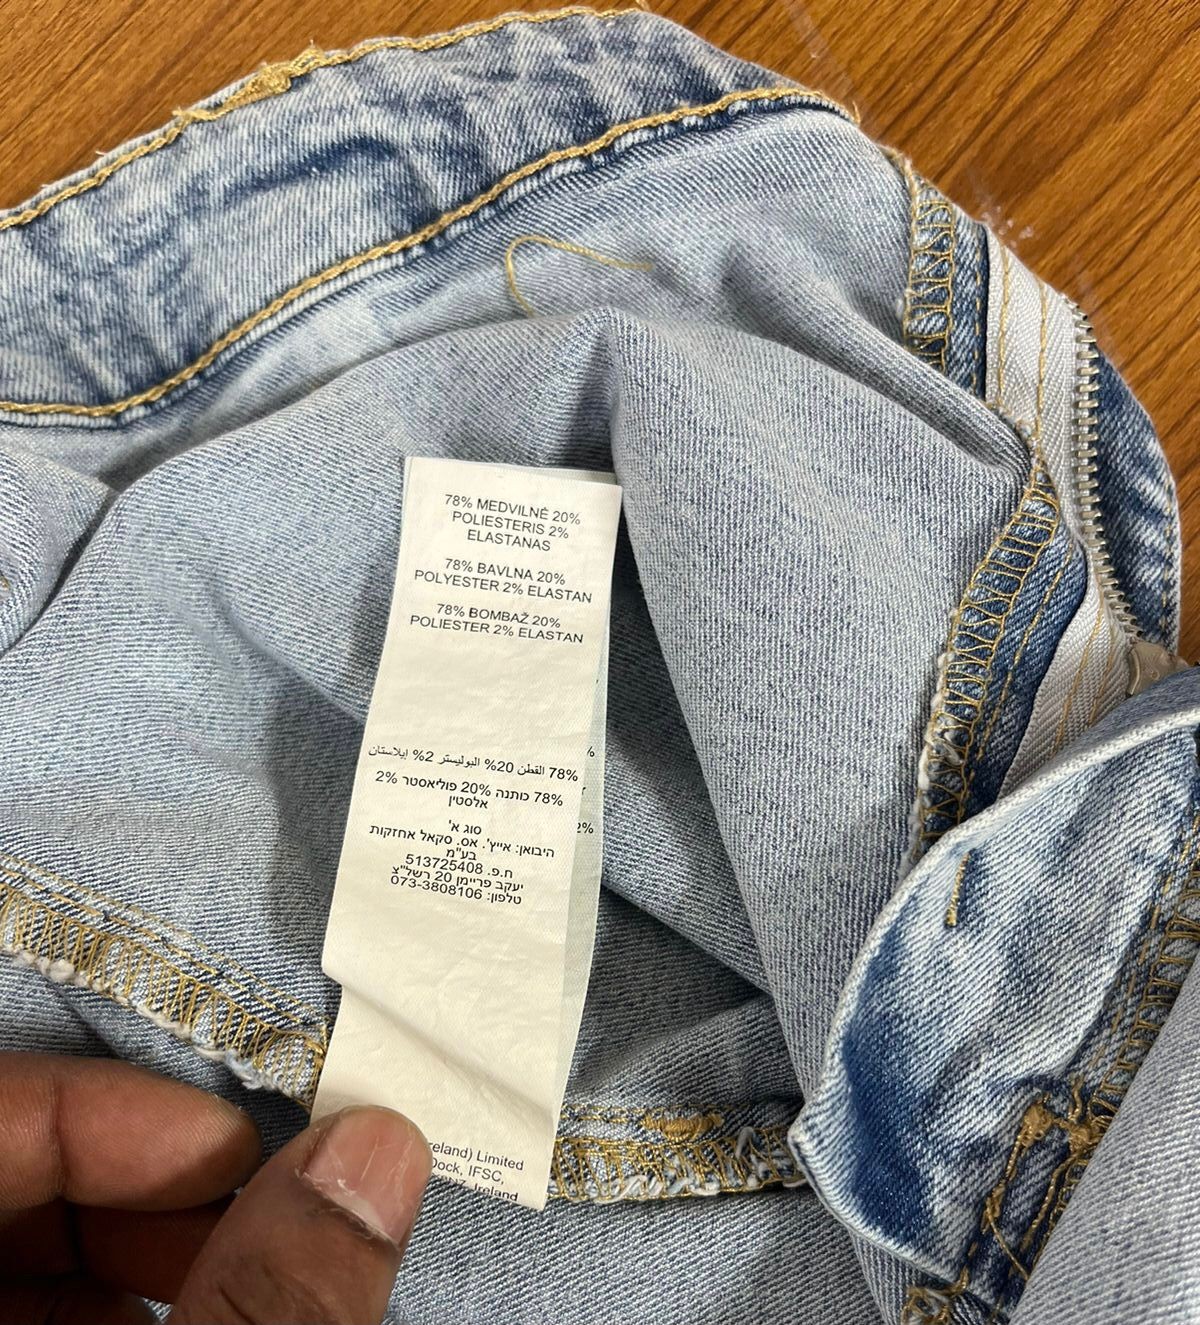 78% MEDVILNĖ 20%
POLIESTERIS 2%
ELASTANAS
78% BAVLNA 20%
POLYESTER 2% ELASTAN
78% BOMBAŽ 20%
POLIESTER 2% ELASTAN
78% القطن 20% البوليستر 2% إيلاستان
78% כותנה 20% פוליאסטר 2%
אלסטין
סוג א'
היבואן: אייץ'. אס. סקאל אחזקות
בע"מ
ח.פ. 513725408
יעקב פריימן 20 רשל"צ
טלפון: 073-3808106
%
2%
Limited
Dock, IFSC,
Ireland